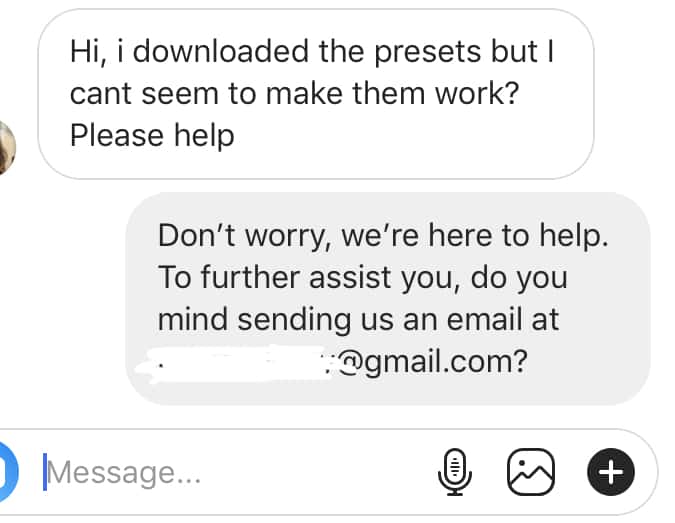 Hi, i downloaded the presets but I
cant seem to make them work?
Please help
Don’t worry, we’re here to help.
To further assist you, do you
mind sending us an email at
@gmail.com?
Message...